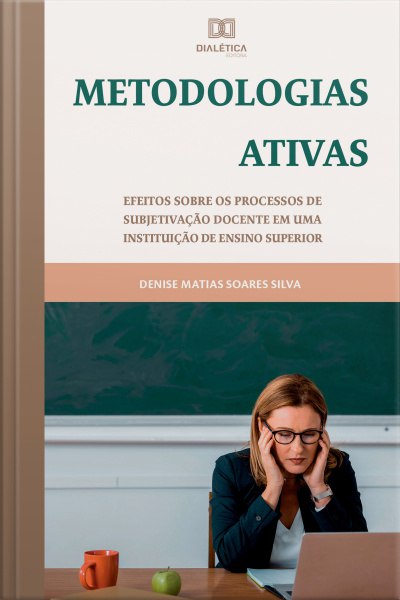 DIALÉTICA
EDITORA
METODOLOGIAS
ATIVAS
EFEITOS SOBRE OS PROCESSOS DE
SUBJETIVAÇÃO DOCENTE EM UMA
INSTITUIÇÃO DE ENSINO SUPERIOR
DENISE MATIAS SOARES SILVA